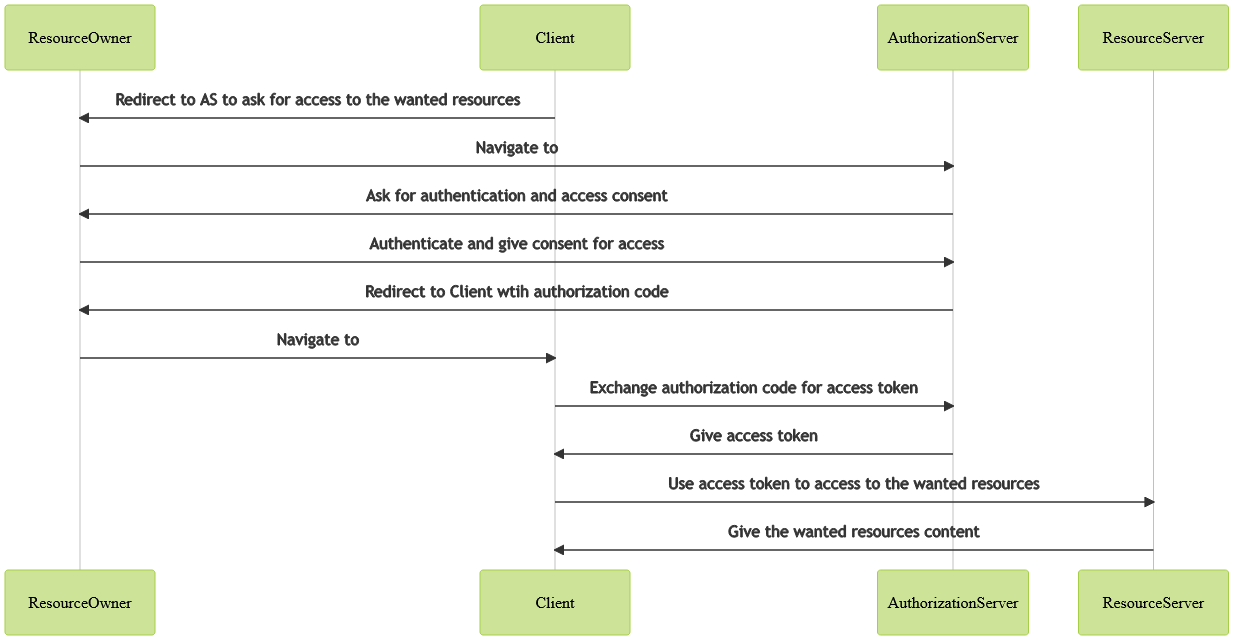 ResourceOwner
Client
AuthorizationServer
ResourceServer
Redirect to AS to ask for access to the wanted resources
Navigate to
Ask for authentication and access consent
Authenticate and give consent for access
Redirect to Client wtih authorization code
Navigate to
Exchange authorization code for access token
Give access token
Use access token to access to the wanted resources
Give the wanted resources content
ResourceOwner
Client
AuthorizationServer
ResourceServer